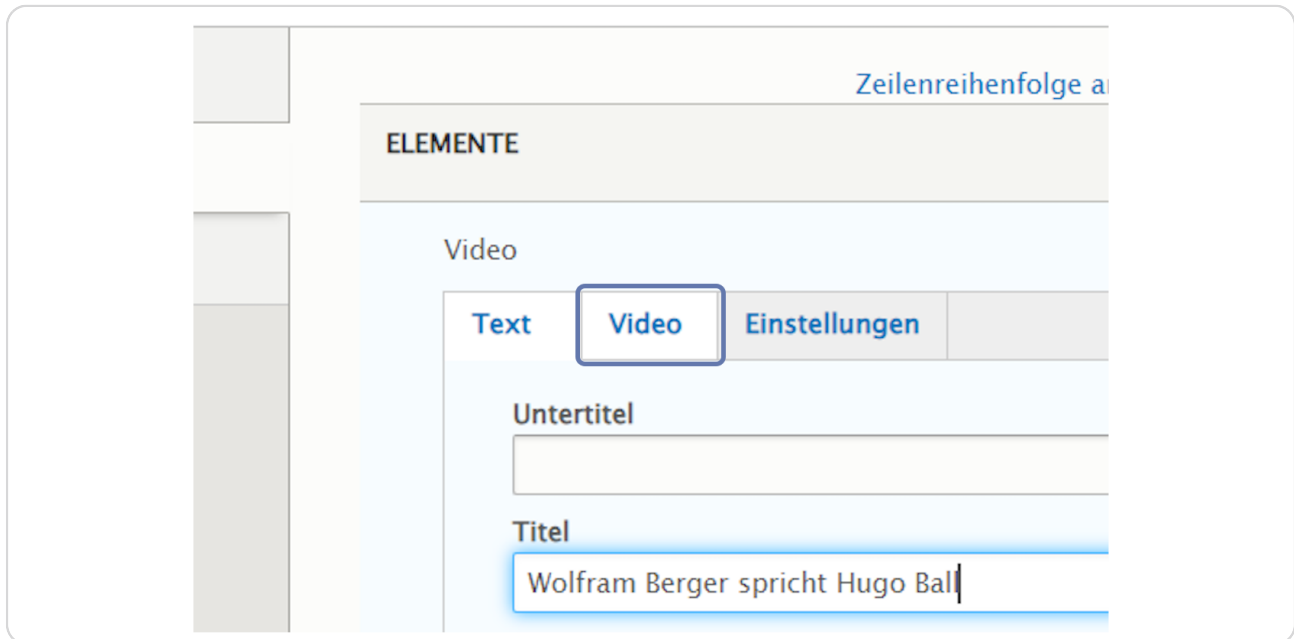 Zeilenreihenfolge
ELEMENTE
Video
Text Video Einstellungen
Untertitel
Titel
Wolfram Berger spricht Hugo Ball